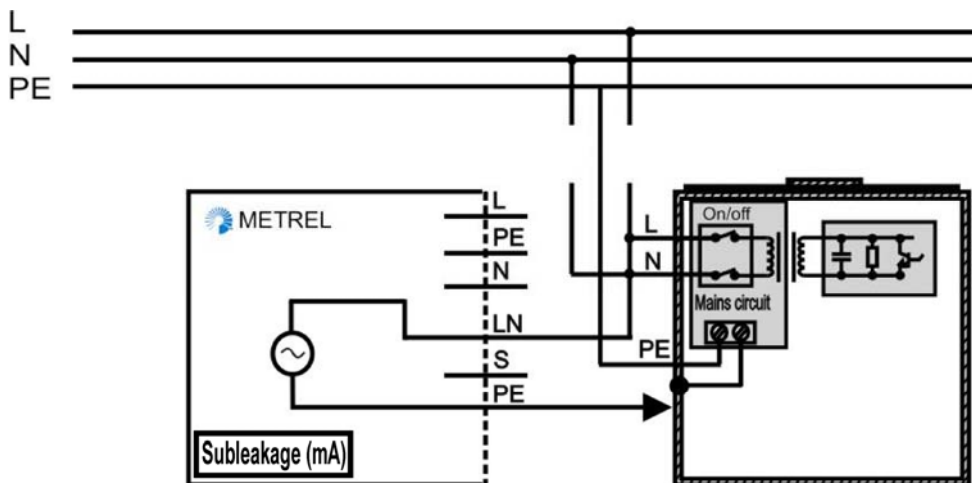 L
N
PE
METREL
L
PE
N
LN
S
PE
Subleakage (mA)
L
N
PE
On/off
Mains circuit